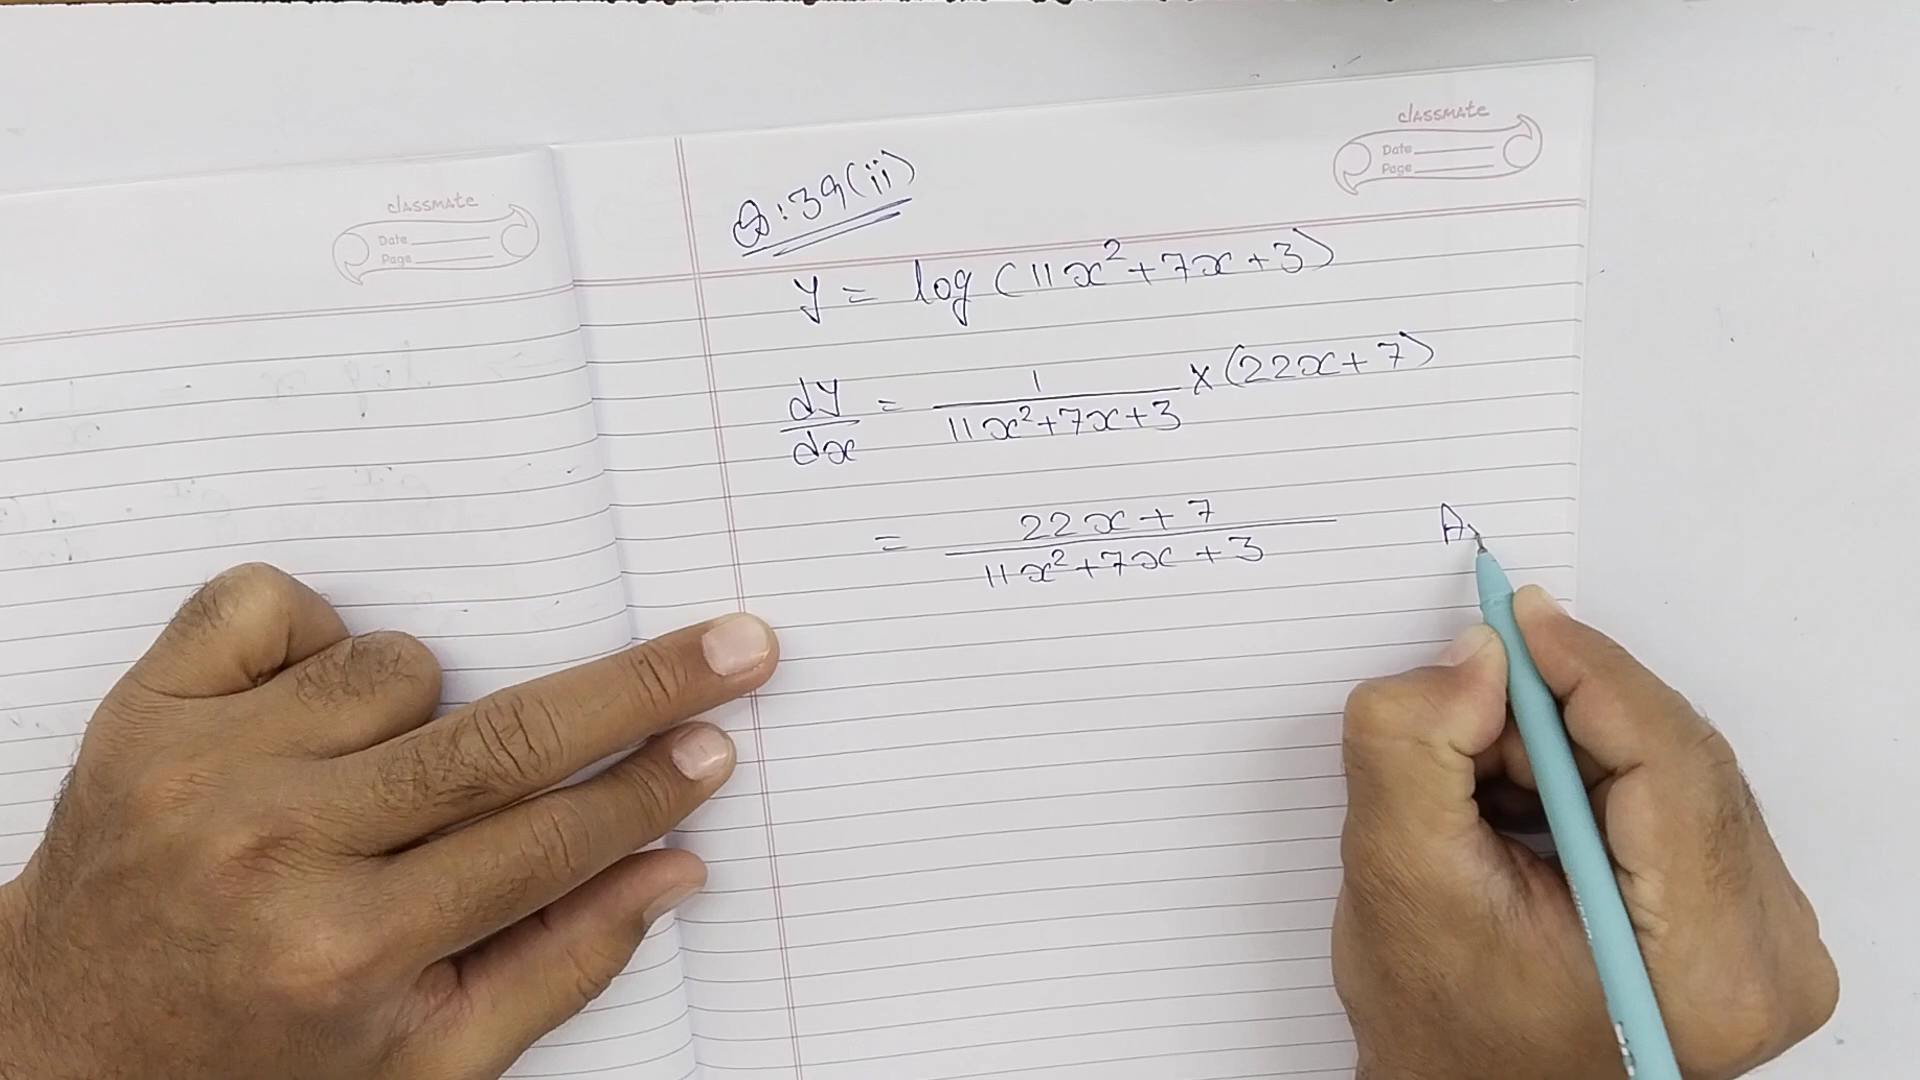 classmate
Date
Page
classmate
Date
Page
Q:39(ii)
y = log (11x²+7x+3)
dy/dx = 1/(11x²+7x+3) × (22x+7)
= (22x+7)/(11x²+7x+3)